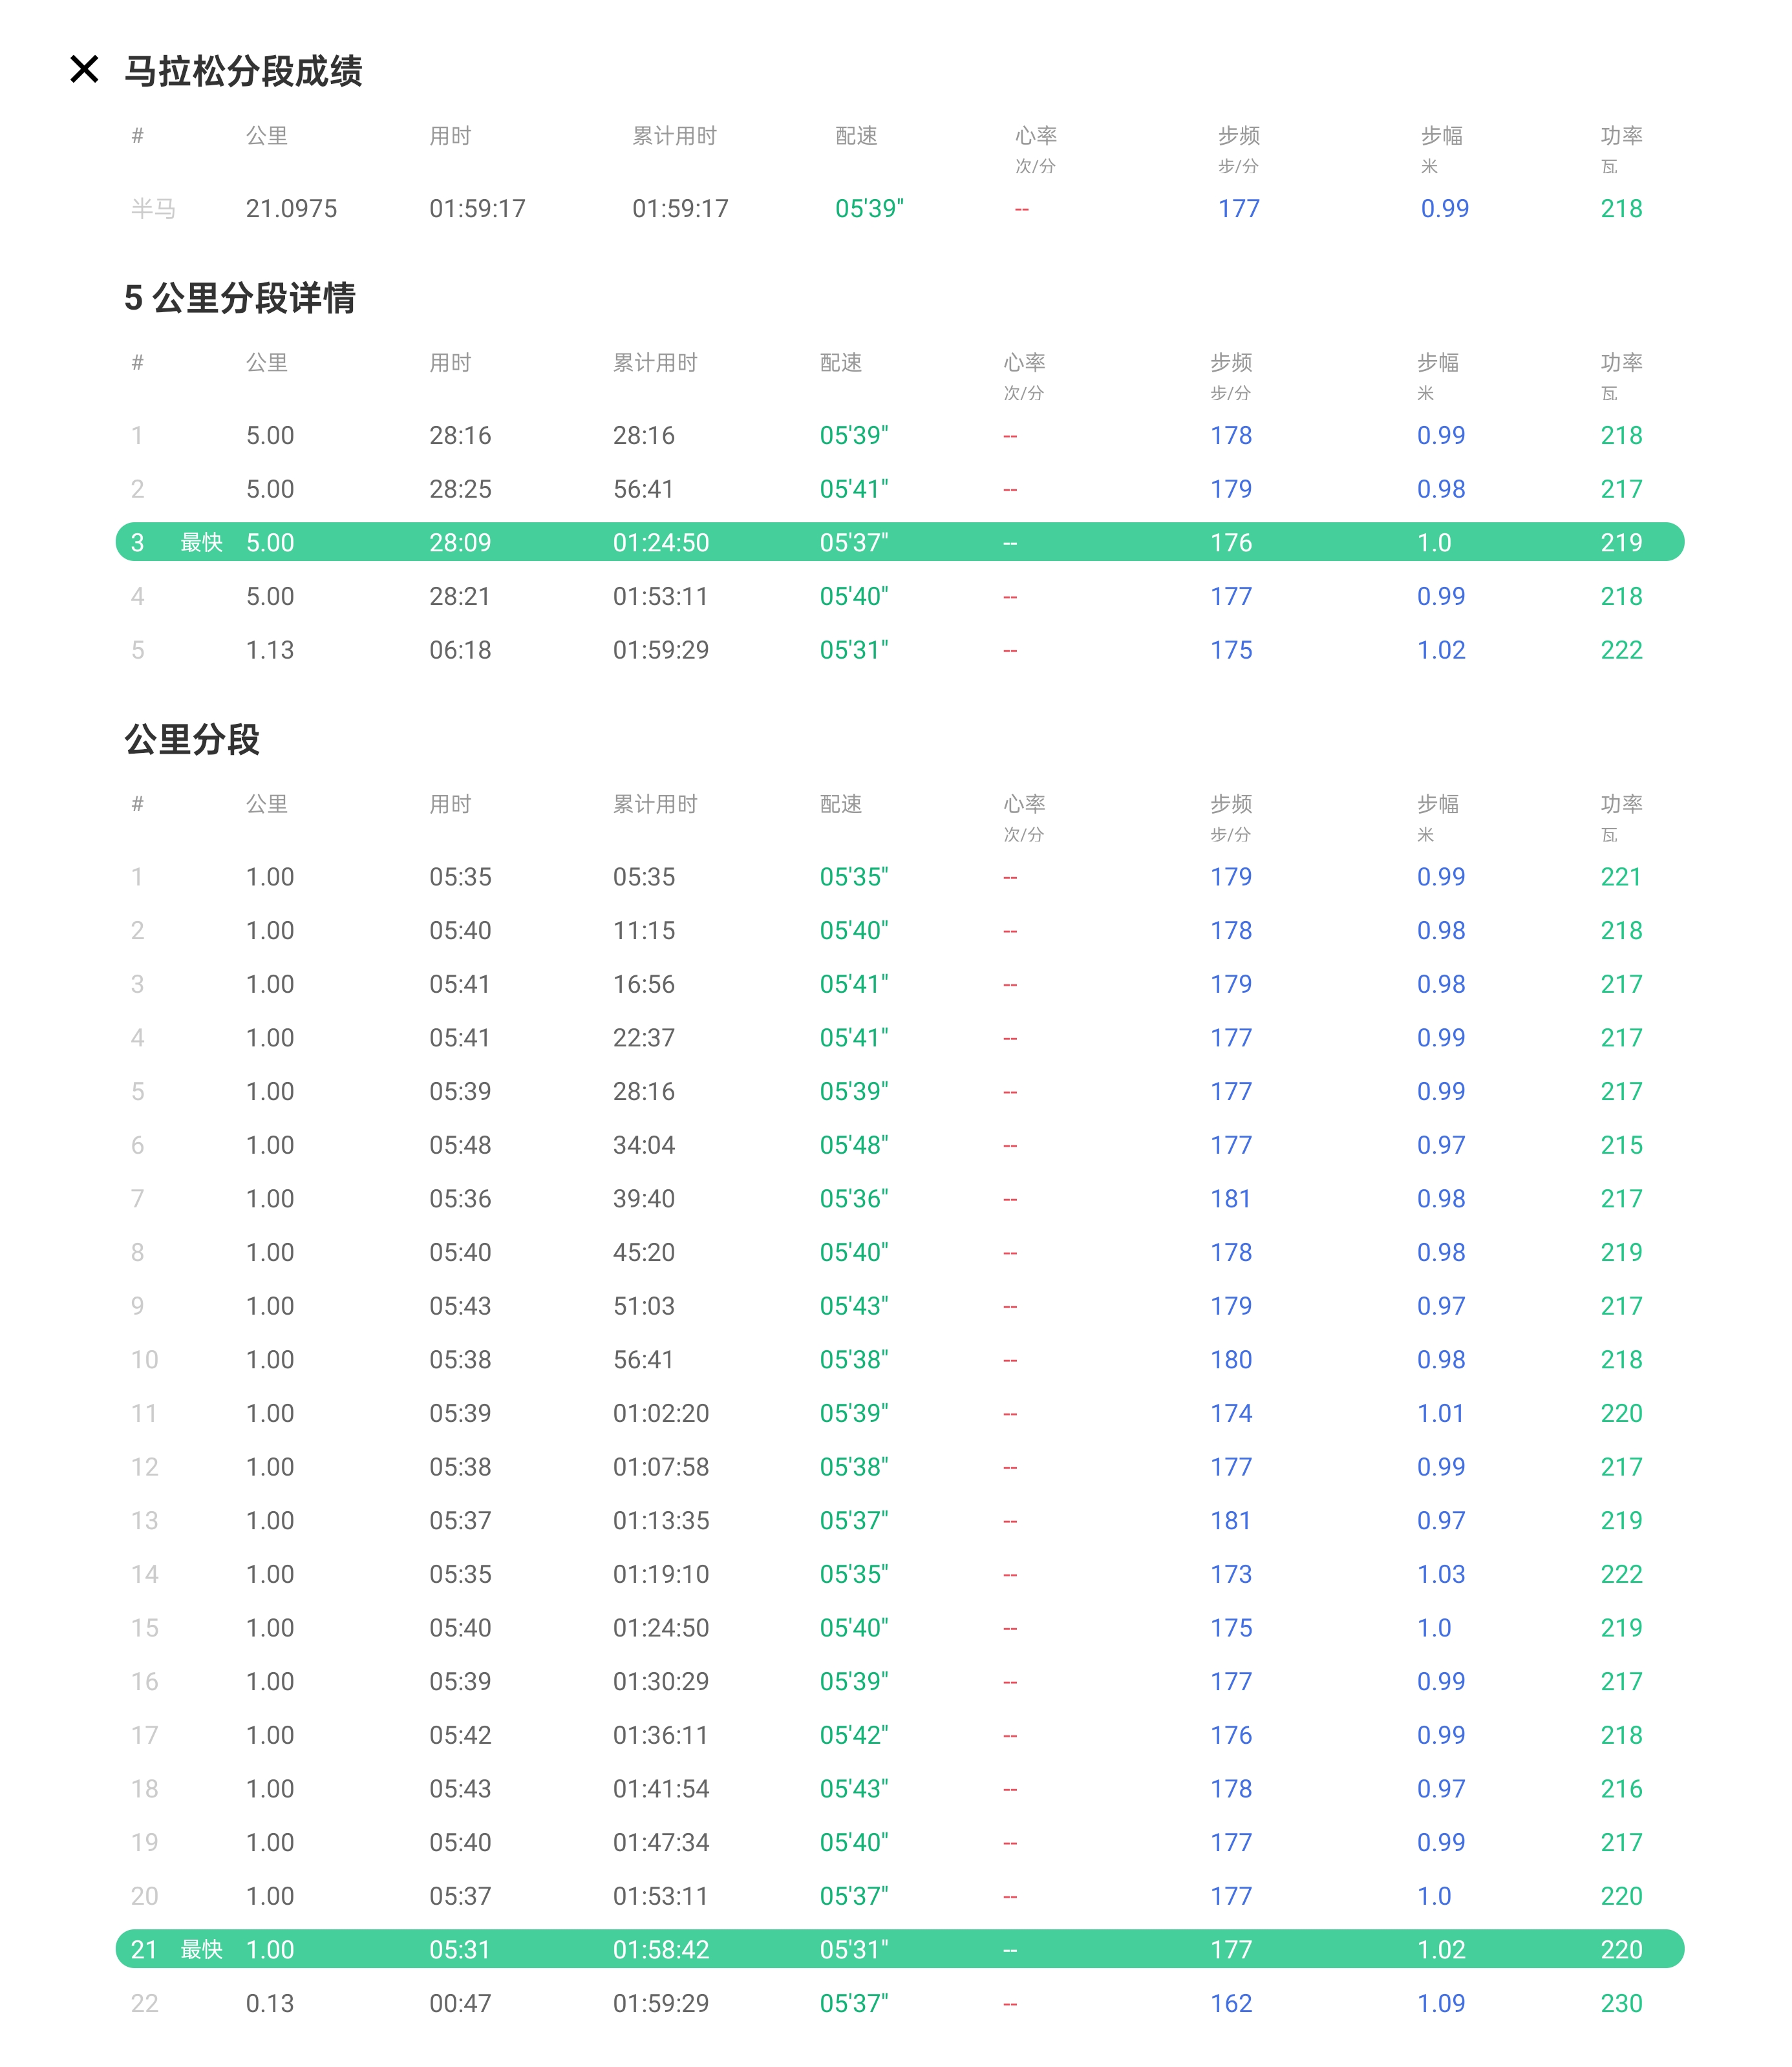 马拉松分段成绩
# 公里 用时 累计用时 配速 心率 步频 步幅 功率
次/分 步/分 米 瓦
半马 21.0975 01:59:17 01:59:17 05'39" -- 177 0.99 218
5 公里分段详情
# 公里 用时 累计用时 配速 心率 步频 步幅 功率
次/分 步/分 米 瓦
1 5.00 28:16 28:16 05'39" -- 178 0.99 218
2 5.00 28:25 56:41 05'41" -- 179 0.98 217
3 最快 5.00 28:09 01:24:50 05'37" -- 176 1.0 219
4 5.00 28:21 01:53:11 05'40" -- 177 0.99 218
5 1.13 06:18 01:59:29 05'31" -- 175 1.02 222
公里分段
# 公里 用时 累计用时 配速 心率 步频 步幅 功率
次/分 步/分 米 瓦
1 1.00 05:35 05:35 05'35" -- 179 0.99 221
2 1.00 05:40 11:15 05'40" -- 178 0.98 218
3 1.00 05:41 16:56 05'41" -- 179 0.98 217
4 1.00 05:41 22:37 05'41" -- 177 0.99 217
5 1.00 05:39 28:16 05'39" -- 177 0.99 217
6 1.00 05:48 34:04 05'48" -- 177 0.97 215
7 1.00 05:36 39:40 05'36" -- 181 0.98 217
8 1.00 05:40 45:20 05'40" -- 178 0.98 219
9 1.00 05:43 51:03 05'43" -- 179 0.97 217
10 1.00 05:38 56:41 05'38" -- 180 0.98 218
11 1.00 05:39 01:02:20 05'39" -- 174 1.01 220
12 1.00 05:38 01:07:58 05'38" -- 177 0.99 217
13 1.00 05:37 01:13:35 05'37" -- 181 0.97 219
14 1.00 05:35 01:19:10 05'35" -- 173 1.03 222
15 1.00 05:40 01:24:50 05'40" -- 175 1.0 219
16 1.00 05:39 01:30:29 05'39" -- 177 0.99 217
17 1.00 05:42 01:36:11 05'42" -- 176 0.99 218
18 1.00 05:43 01:41:54 05'43" -- 178 0.97 216
19 1.00 05:40 01:47:34 05'40" -- 177 0.99 217
20 1.00 05:37 01:53:11 05'37" -- 177 1.0 220
21 最快 1.00 05:31 01:58:42 05'31" -- 177 1.02 220
22 0.13 00:47 01:59:29 05'37" -- 162 1.09 230